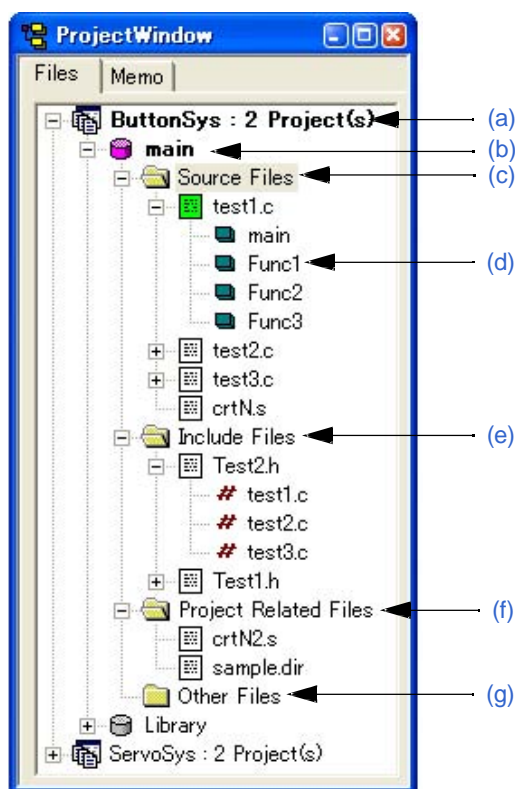 ProjectWindow
Files Memo
ButtonSys : 2 Project(s) (a)
main (b)
Source Files (c)
test1.c
main
Func1 (d)
Func2
Func3
test2.c
test3.c
crtN.s
Include Files (e)
Test2.h
# test1.c
# test2.c
# test3.c
Test1.h
Project Related Files (f)
crtN2.s
sample.dir
Other Files (g)
Library
ServoSys : 2 Project(s)